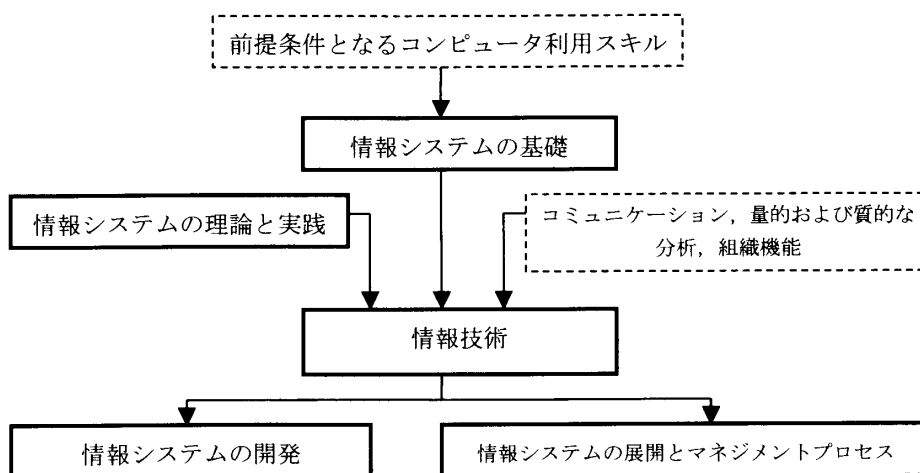 前提条件となるコンピュータ利用スキル
情報システムの基礎
情報システムの理論と実践
コミュニケーション，量的および質的な
分析，組織機能
情報技術
情報システムの開発
情報システムの展開とマネジメントプロセス